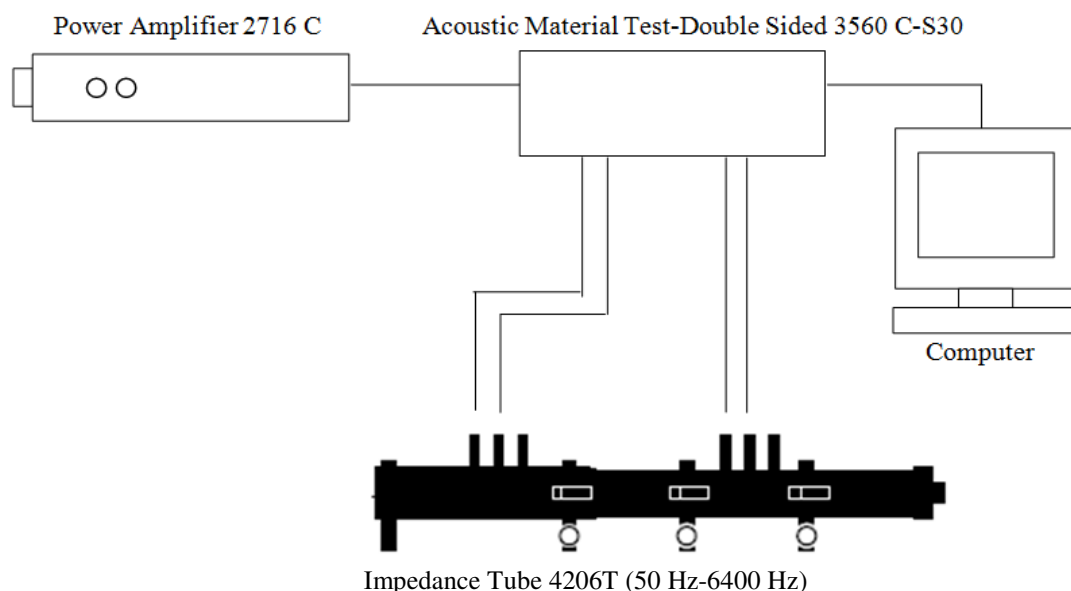 Power Amplifier 2716 C
Acoustic Material Test-Double Sided 3560 C-S30
Computer
Impedance Tube 4206T (50 Hz-6400 Hz)